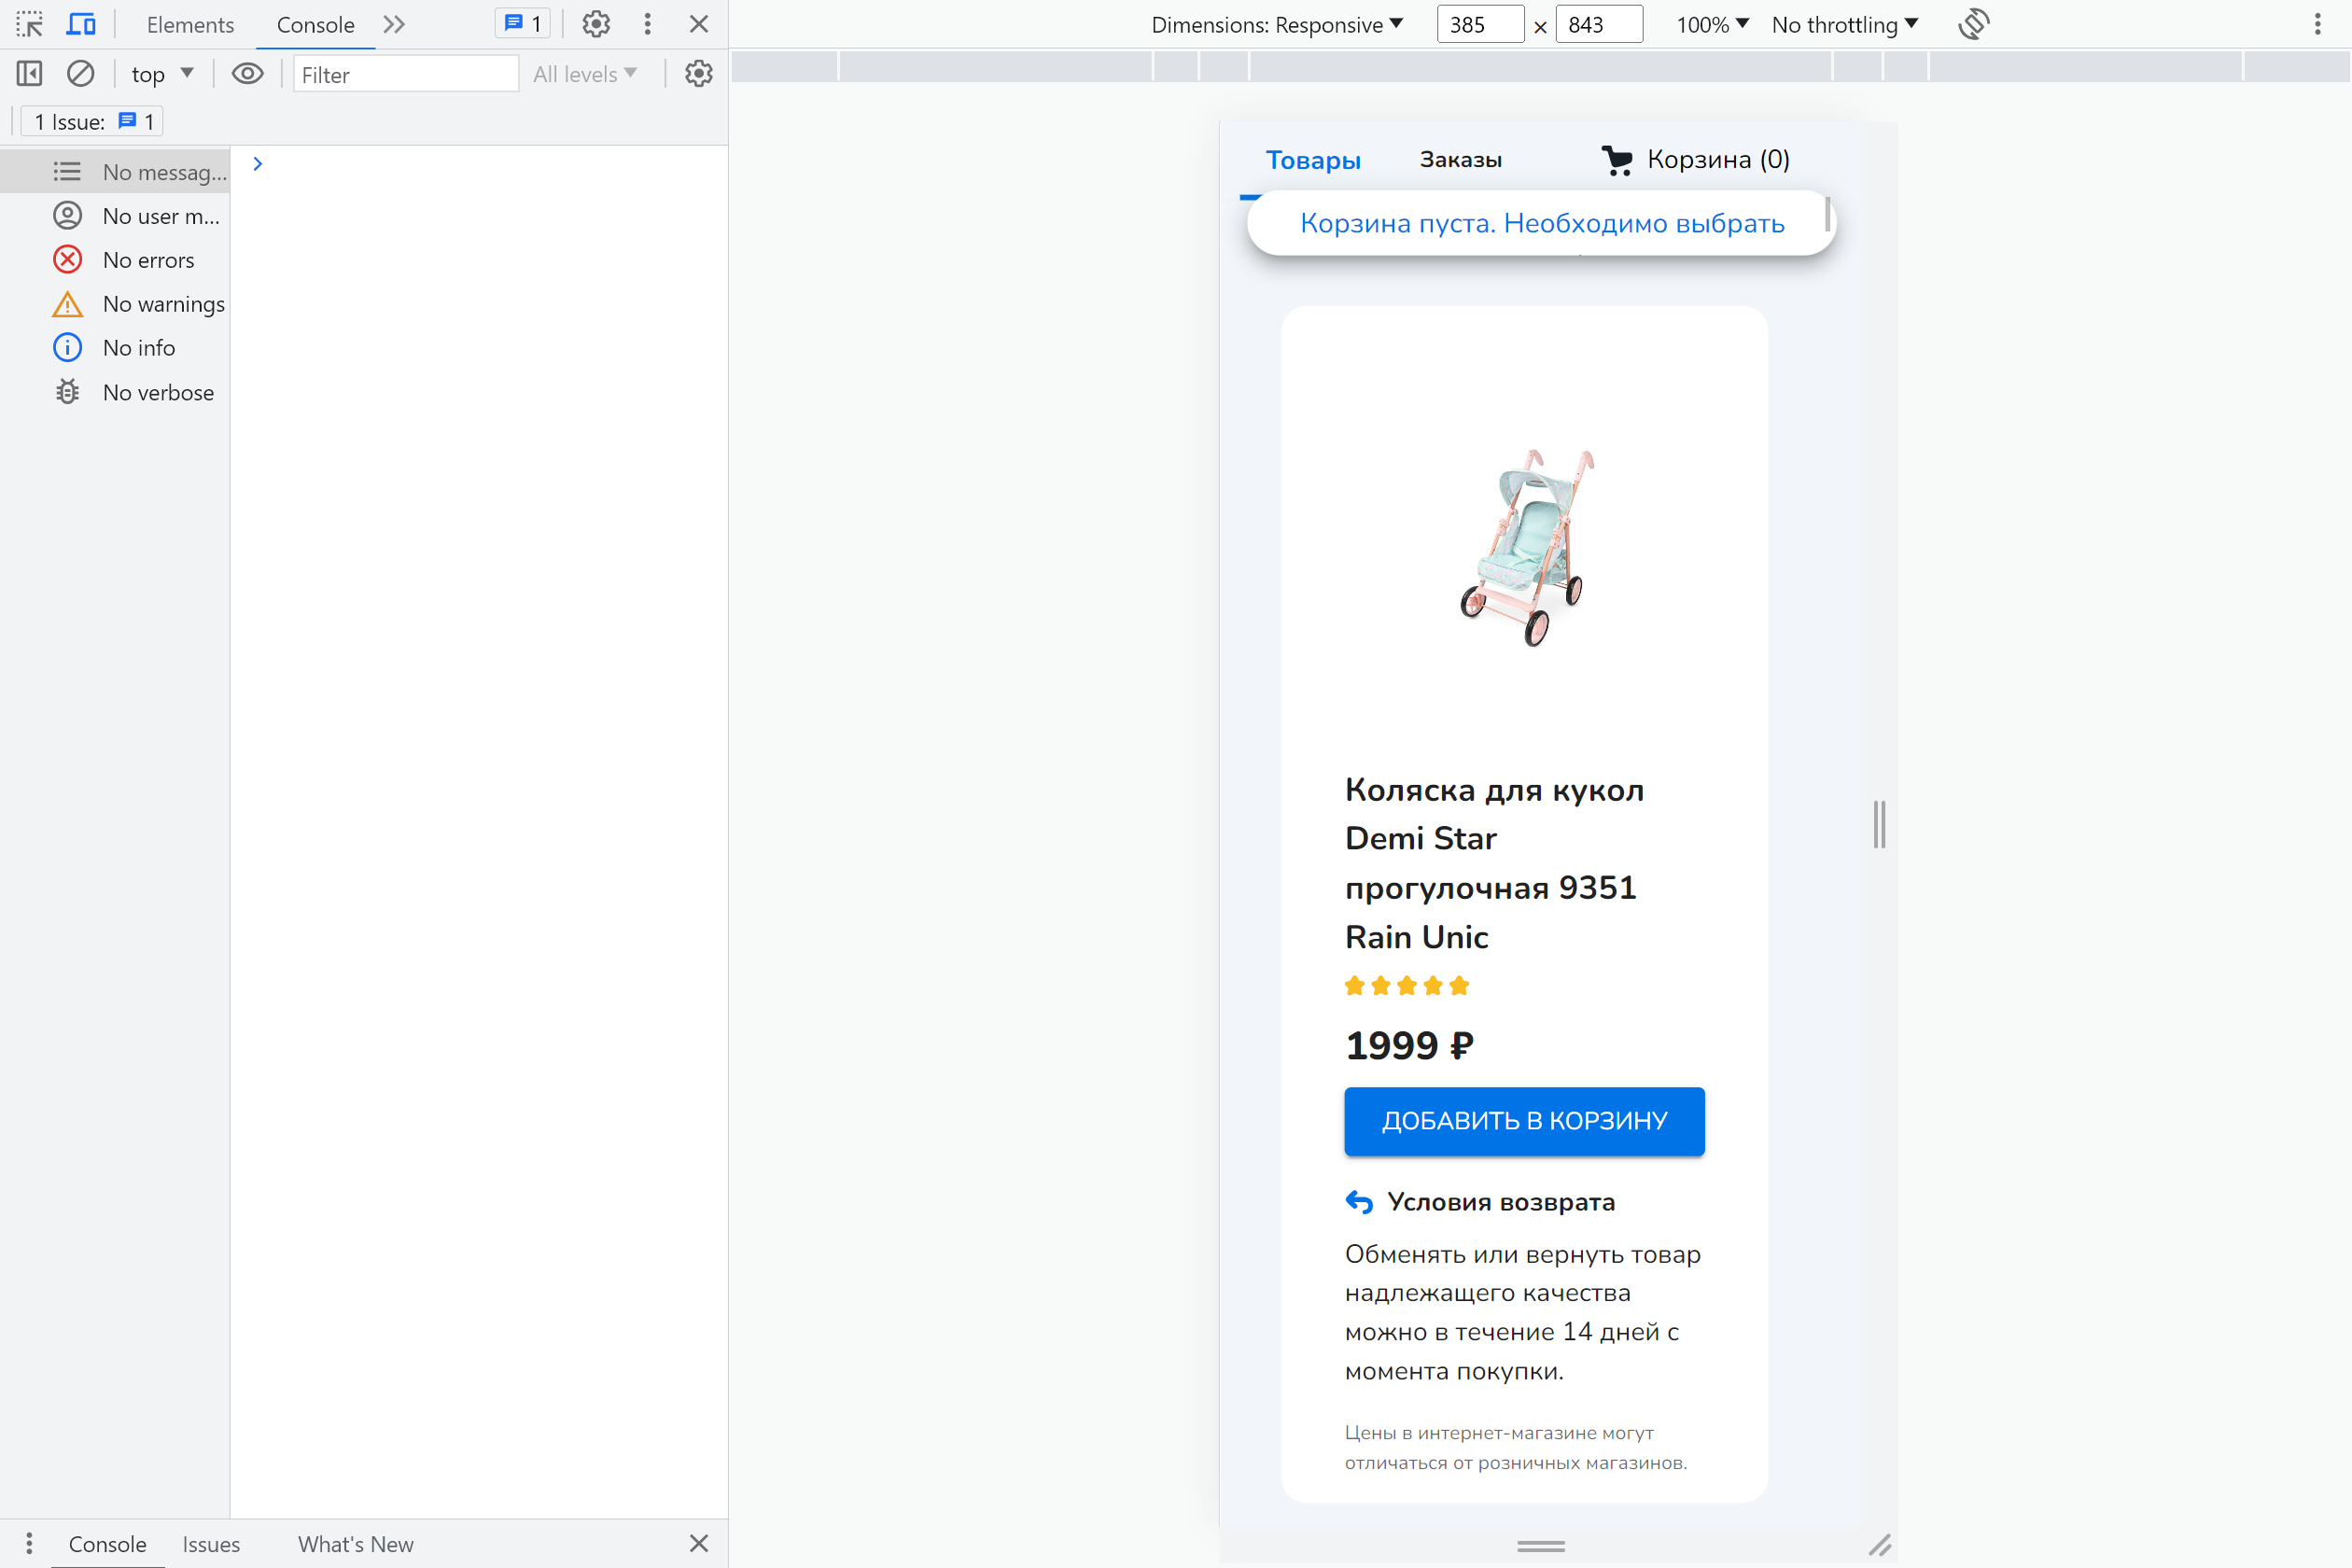 Elements Console 1
top Filter All levels
1 Issue: 1
No messag...
No user m...
No errors
No warnings
No info
No verbose
Console Issues What's New
Dimensions: Responsive 385 × 843 100% No throttling
Товары Заказы Корзина (0)
Корзина пуста. Необходимо выбрать
Коляска для кукол
Demi Star
прогулочная 9351
Rain Unic
1999 ₽
ДОБАВИТЬ В КОРЗИНУ
Условия возврата
Обменять или вернуть товар
надлежащего качества
можно в течение 14 дней с
момента покупки.
Цены в интернет-магазине могут
отличаться от розничных магазинов.